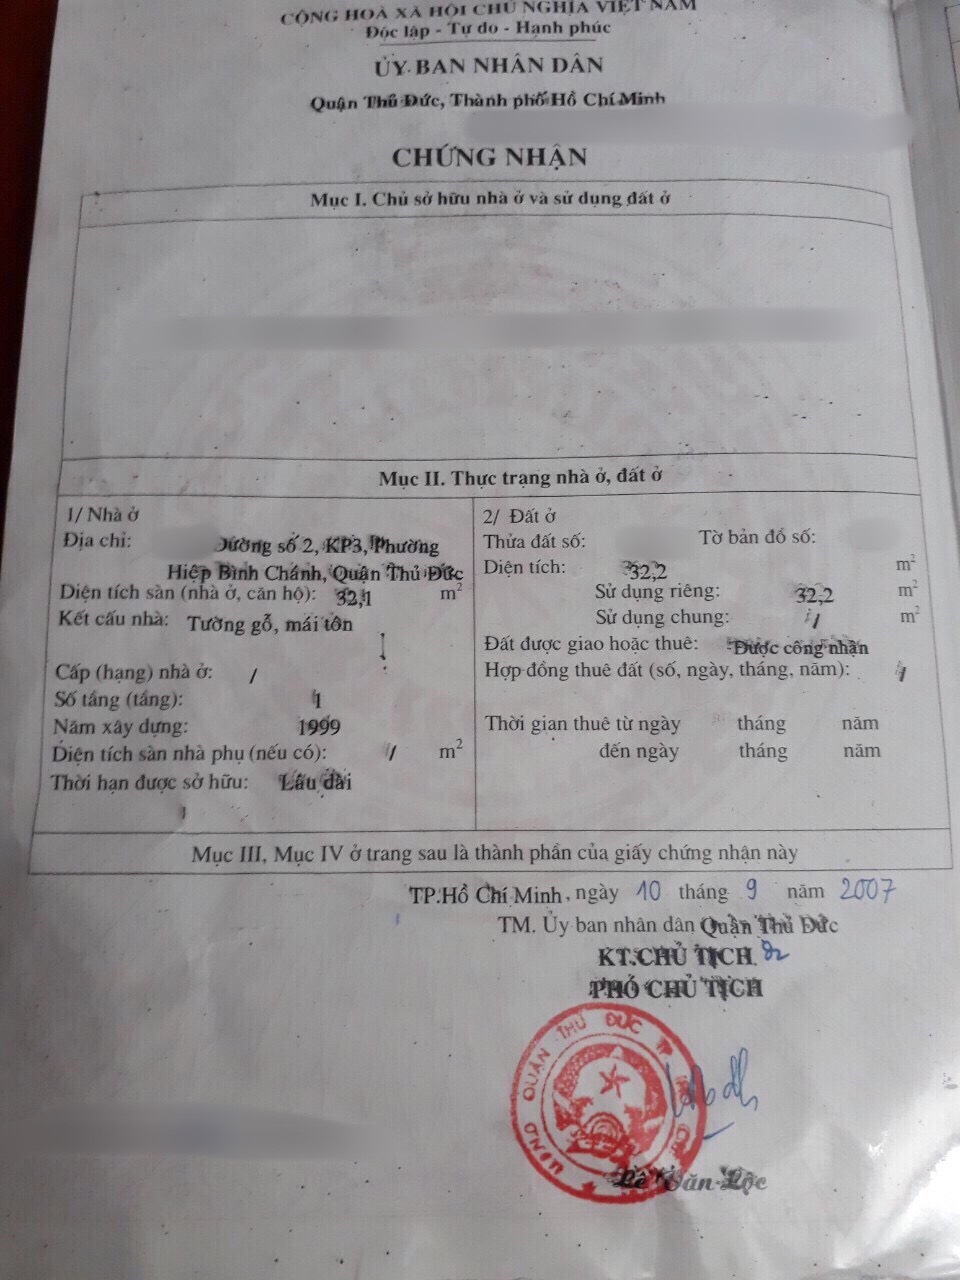 CỘNG HOÀ XÃ HỘI CHỦ NGHĨA VIỆT NAM
Độc lập - Tự do - Hạnh phúc
ỦY BAN NHÂN DÂN
Quận Thủ Đức, Thành phố Hồ Chí Minh
CHỨNG NHẬN
Mục I. Chủ sở hữu nhà ở và sử dụng đất ở
Mục II. Thực trạng nhà ở, đất ở
1/ Nhà ở
Địa chỉ: Đường số 2, KP3, Phường
Hiệp Bình Chánh, Quận Thủ Đức
Diện tích sàn (nhà ở, căn hộ): 32,1 m²
Kết cấu nhà: Tường gỗ, mái tôn
Cấp (hạng) nhà ở: /
Số tầng (tầng): 1
Năm xây dựng: 1999
Diện tích sàn nhà phụ (nếu có): / m²
Thời hạn được sở hữu: Lâu dài
2/ Đất ở
Thửa đất số: Tờ bản đồ số:
Diện tích: 32,2 m²
Sử dụng riêng: 32,2 m²
Sử dụng chung: / m²
Đất được giao hoặc thuê: Được công nhận
Hợp đồng thuê đất (số, ngày, tháng, năm): /
Thời gian thuê từ ngày tháng năm
đến ngày tháng năm
Mục III, Mục IV ở trang sau là thành phần của giấy chứng nhận này
TP.Hồ Chí Minh, ngày 10 tháng 9 năm 2007
TM. Ủy ban nhân dân Quận Thủ Đức
KT.CHỦ TỊCH
PHÓ CHỦ TỊCH
UBND QUẬN THỦ ĐỨC TP
Lê Văn Lộc